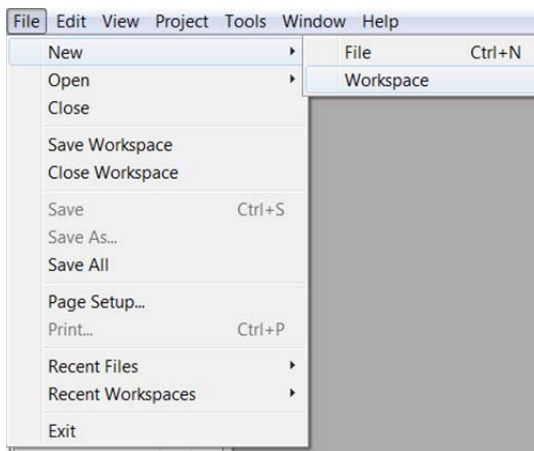 File Edit View Project Tools Window Help
New
File Ctrl+N
Open
Workspace
Close
Save Workspace
Close Workspace
Save Ctrl+S
Save As...
Save All
Page Setup...
Print... Ctrl+P
Recent Files
Recent Workspaces
Exit